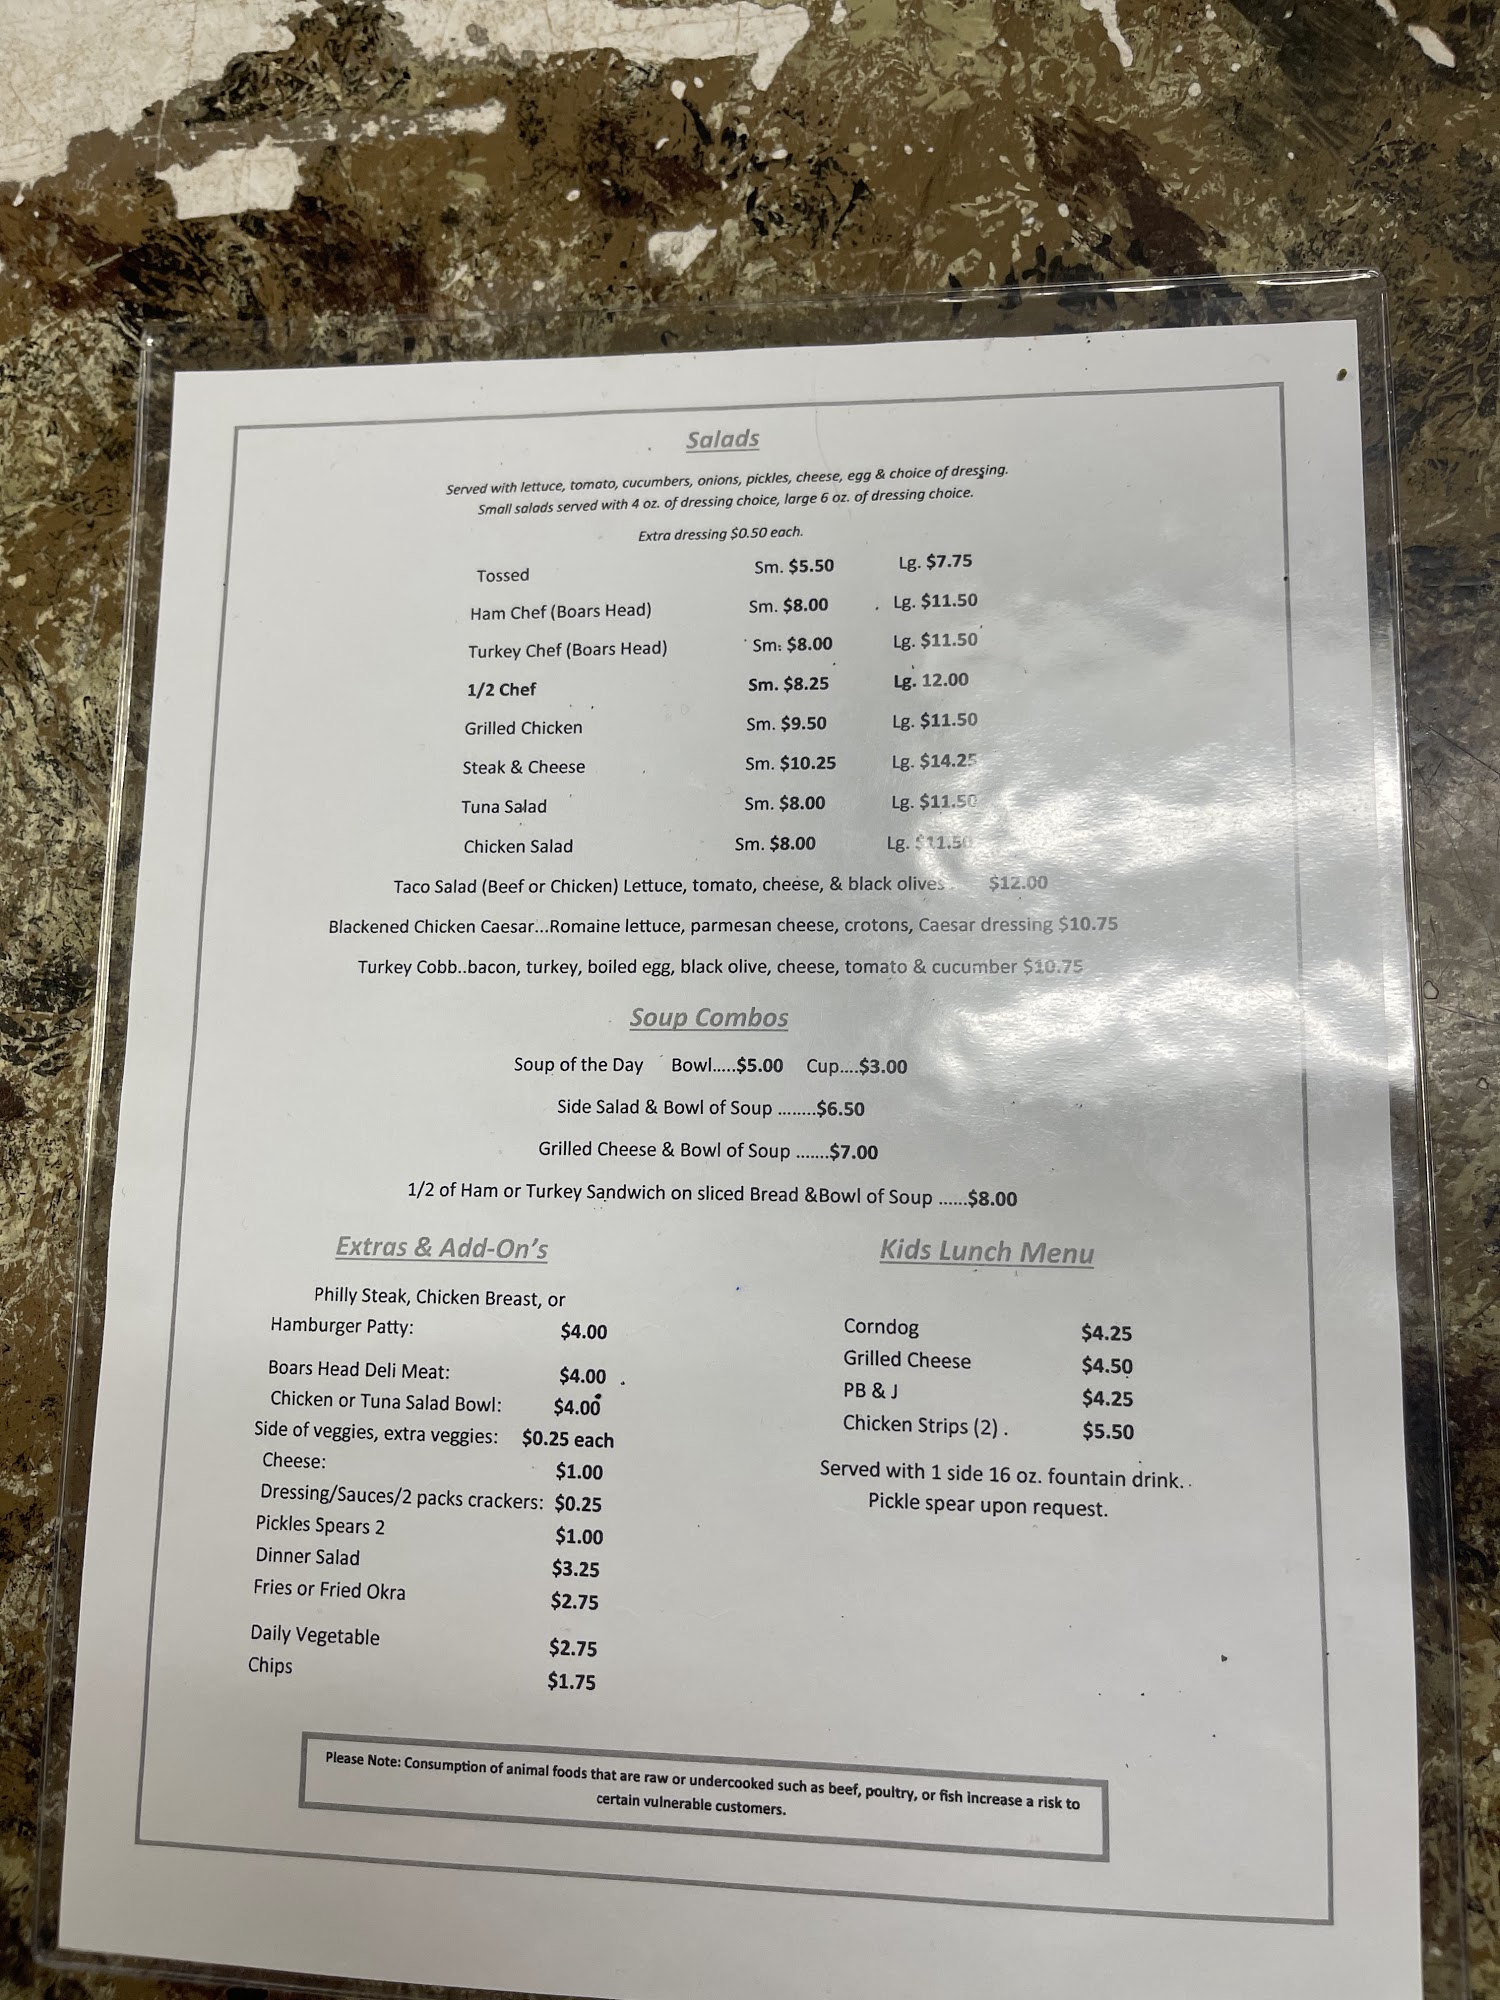 Salads
Served with lettuce, tomato, cucumbers, onions, pickles, cheese, egg & choice of dressing.
Small salads served with 4 oz. of dressing choice, large 6 oz. of dressing choice.
Extra dressing $0.50 each.
Tossed Sm. $5.50 Lg. $7.75
Ham Chef (Boars Head) Sm. $8.00 Lg. $11.50
Turkey Chef (Boars Head) Sm. $8.00 Lg. $11.50
1/2 Chef Sm. $8.25 Lg. 12.00
Grilled Chicken Sm. $9.50 Lg. $11.50
Steak & Cheese Sm. $10.25 Lg. $14.25
Tuna Salad Sm. $8.00 Lg. $11.50
Chicken Salad Sm. $8.00 Lg. $11.50
Taco Salad (Beef or Chicken) Lettuce, tomato, cheese, & black olives . $12.00
Blackened Chicken Caesar...Romaine lettuce, parmesan cheese, crotons, Caesar dressing $10.75
Turkey Cobb..bacon, turkey, boiled egg, black olive, cheese, tomato & cucumber $10.75
Soup Combos
Soup of the Day Bowl.....$5.00 Cup....$3.00
Side Salad & Bowl of Soup ........$6.50
Grilled Cheese & Bowl of Soup .......$7.00
1/2 of Ham or Turkey Sandwich on sliced Bread &Bowl of Soup ......$8.00
Extras & Add-On's
Philly Steak, Chicken Breast, or
Hamburger Patty: $4.00
Boars Head Deli Meat: $4.00
Chicken or Tuna Salad Bowl: $4.00
Side of veggies, extra veggies: $0.25 each
Cheese: $1.00
Dressing/Sauces/2 packs crackers: $0.25
Pickles Spears 2 $1.00
Dinner Salad $3.25
Fries or Fried Okra $2.75
Daily Vegetable $2.75
Chips $1.75
Kids Lunch Menu
Corndog $4.25
Grilled Cheese $4.50
PB & J $4.25
Chicken Strips (2) . $5.50
Served with 1 side 16 oz. fountain drink. .
Pickle spear upon request.
Please Note: Consumption of animal foods that are raw or undercooked such as beef, poultry, or fish increase a risk to
certain vulnerable customers.